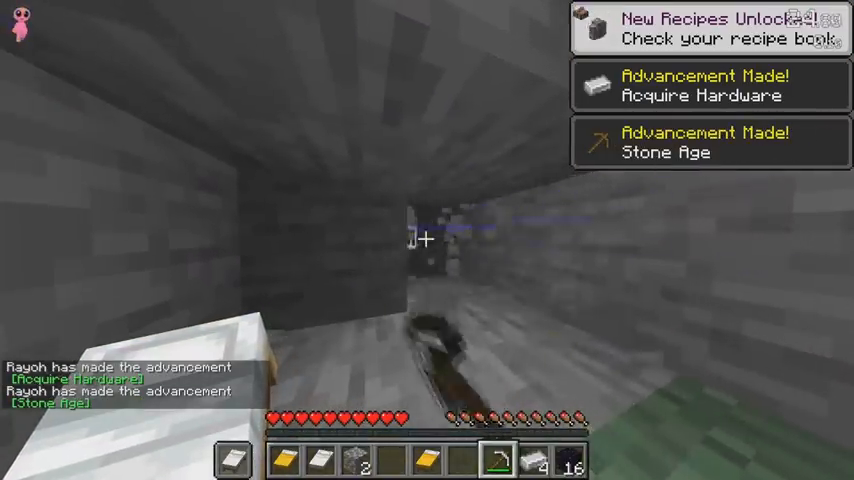 New Recipes Unlocked!
Check your recipe book
Advancement Made!
Acquire Hardware
Advancement Made!
Stone Age
Rayoh has made the advancement
[Acquire Hardware]
Rayoh has made the advancement
[Stone Age]
2
4
16